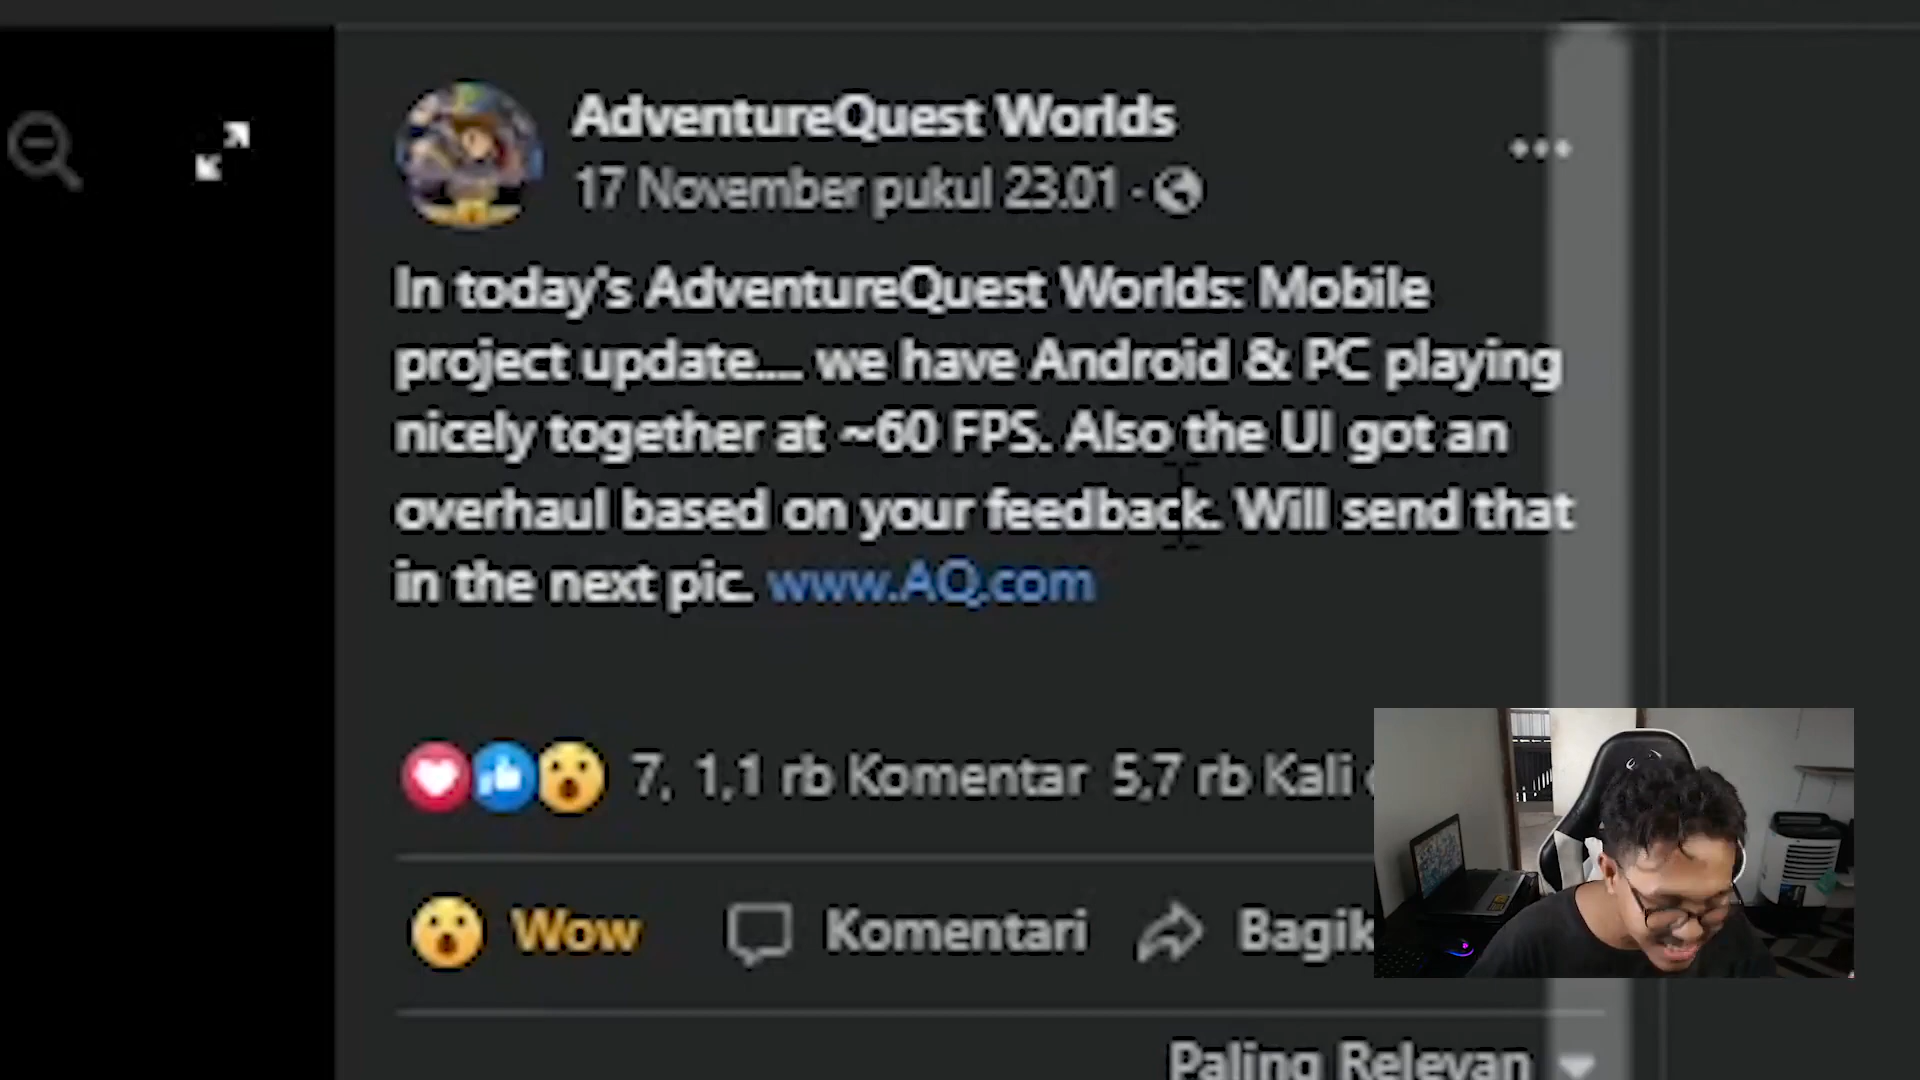 AdventureQuest Worlds
17 November pukul 23.01 ·
In today's AdventureQuest Worlds: Mobile
project update.... we have Android & PC playing
nicely together at ~60 FPS. Also the UI got an
overhaul based on your feedback. Will send that
in the next pic. www.AQ.com
7, 1,1 rb Komentar 5,7 rb Kali
Wow Komentari Bagik
Paling Relevan